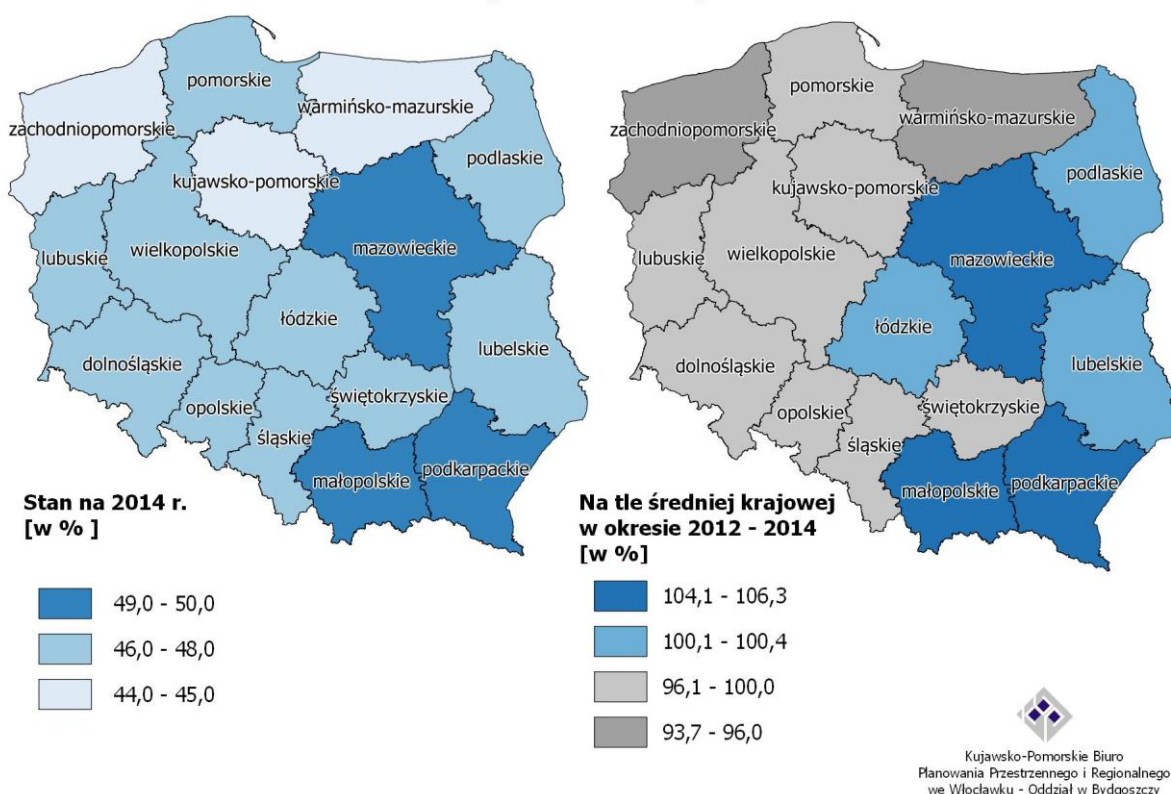 pomorskie
warmińsko-mazurskie
zachodniopomorskie
podlaskie
kujawsko-pomorskie
mazowieckie
wielkopolskie
lubuskie
łódzkie
lubelskie
dolnośląskie
świętokrzyskie
opolskie
śląskie
podkarpackie
małopolskie
Stan na 2014 r.
[w % ]
49,0 - 50,0
46,0 - 48,0
44,0 - 45,0
pomorskie
warmińsko-mazurskie
zachodniopomorskie
podlaskie
kujawsko-pomorskie
wielkopolskie
mazowieckie
lubuskie
łódzkie
lubelskie
dolnośląskie
świętokrzyskie
opolskie
śląskie
podkarpackie
małopolskie
Na tle średniej krajowej
w okresie 2012 - 2014
[w %]
104,1 - 106,3
100,1 - 100,4
96,1 - 100,0
93,7 - 96,0
Kujawsko-Pomorskie Biuro
Planowania Przestrzennego i Regionalnego
we Włocławku - Oddział w Bydgoszczy